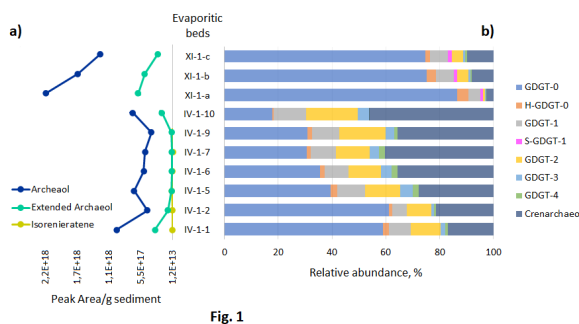 a)
Evaporitic
beds
b)
XI-1-c
XI-1-b
XI-1-a
IV-1-10
IV-1-9
IV-1-7
IV-1-6
IV-1-5
IV-1-2
IV-1-1
Archeaol
Extended Archaeol
Isorenieratene
2,2E+18
1,7E+18
1,1E+18
5,5E+17
1,2E+13
Peak Area/g sediment
0
20
40
60
80
100
Relative abundance, %
GDGT-0
H-GDGT-0
GDGT-1
S-GDGT-1
GDGT-2
GDGT-3
GDGT-4
Crenarchaeo
Fig. 1